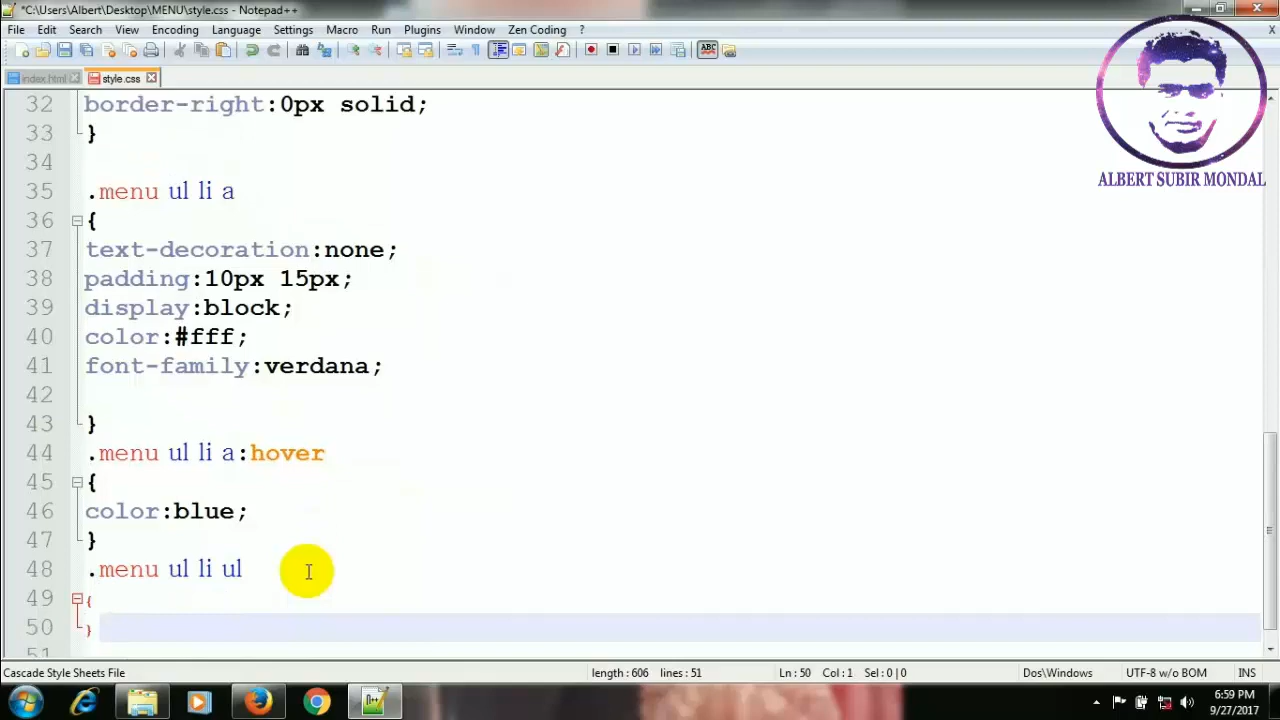 *C:\Users\Albert\Desktop\MENU\style.css - Notepad++
File Edit Search View Encoding Language Settings Macro Run Plugins Window Zen Coding ? X
ABC
index.html style.css
32 border-right:0px solid;
33 }
34
35 .menu ul li a
36 {
37 text-decoration:none;
38 padding:10px 15px;
39 display:block;
40 color:#fff;
41 font-family:verdana;
42
43 }
44 .menu ul li a:hover
45 {
46 color:blue;
47 }
48 .menu ul li ul
49 {
50 }
51
ALBERT SUBIR MONDAL
Cascade Style Sheets File length : 606 lines : 51 Ln : 50 Col : 1 Sel : 0 | 0 Dos\Windows UTF-8 w/o BOM INS
6:59 PM
9/27/2017